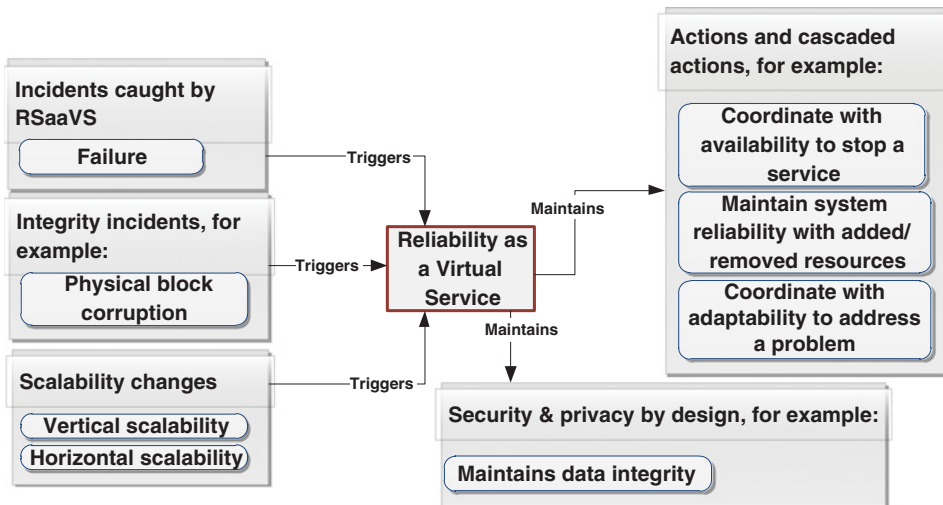 Incidents caught by
RSaaVS
Failure
Integrity incidents, for
example:
Physical block
corruption
Scalability changes
Vertical scalability
Horizontal scalability
Triggers
Triggers
Triggers
Reliability as
a Virtual
Service
Maintains
Maintains
Actions and cascaded
actions, for example:
Coordinate with
availability to stop a
service
Maintain system
reliability with added/
removed resources
Coordinate with
adaptability to address
a problem
Security & privacy by design, for example:
Maintains data integrity